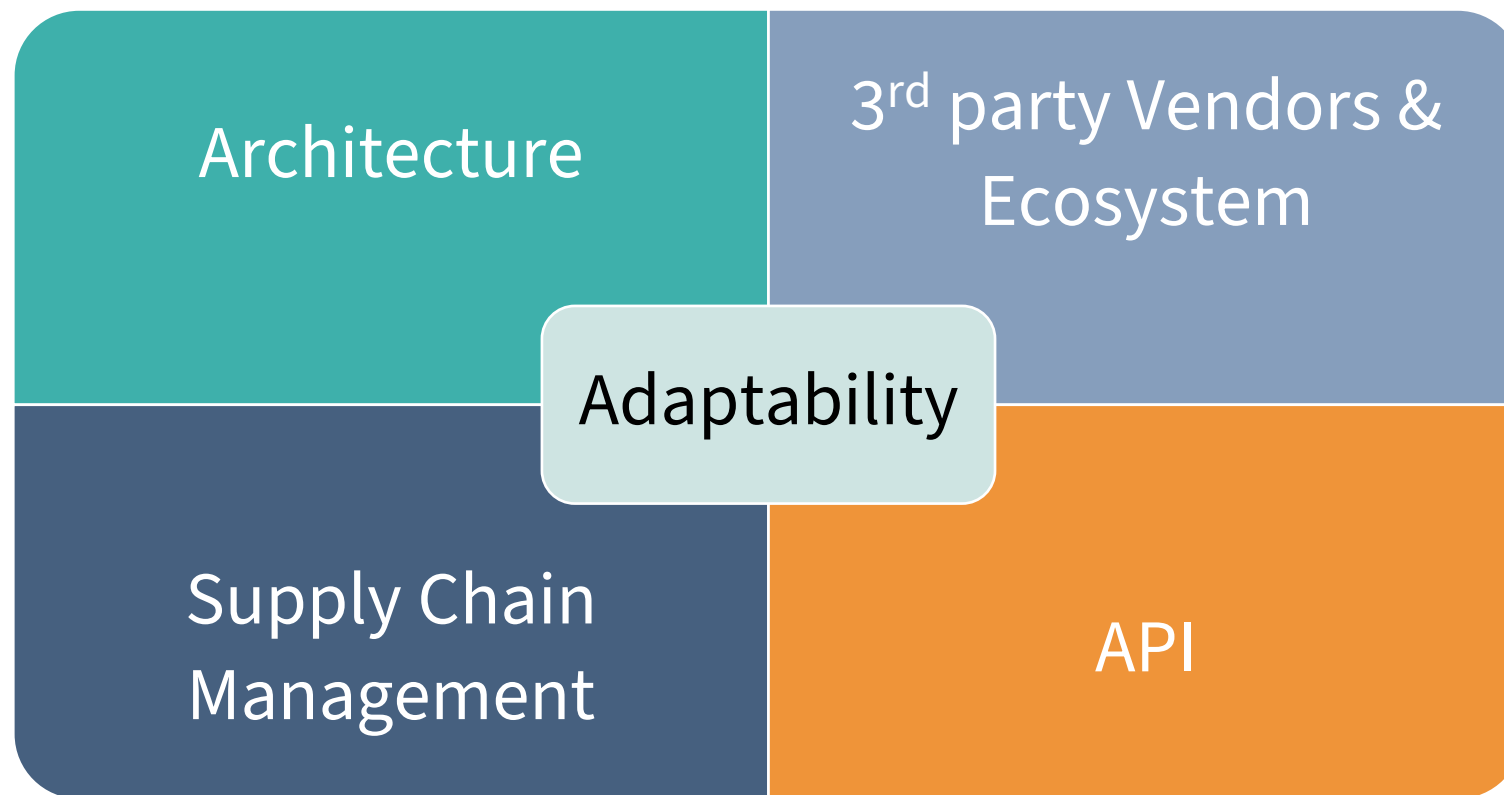 Architecture
3rd party Vendors &
Ecosystem
Adaptability
Supply Chain
Management
API